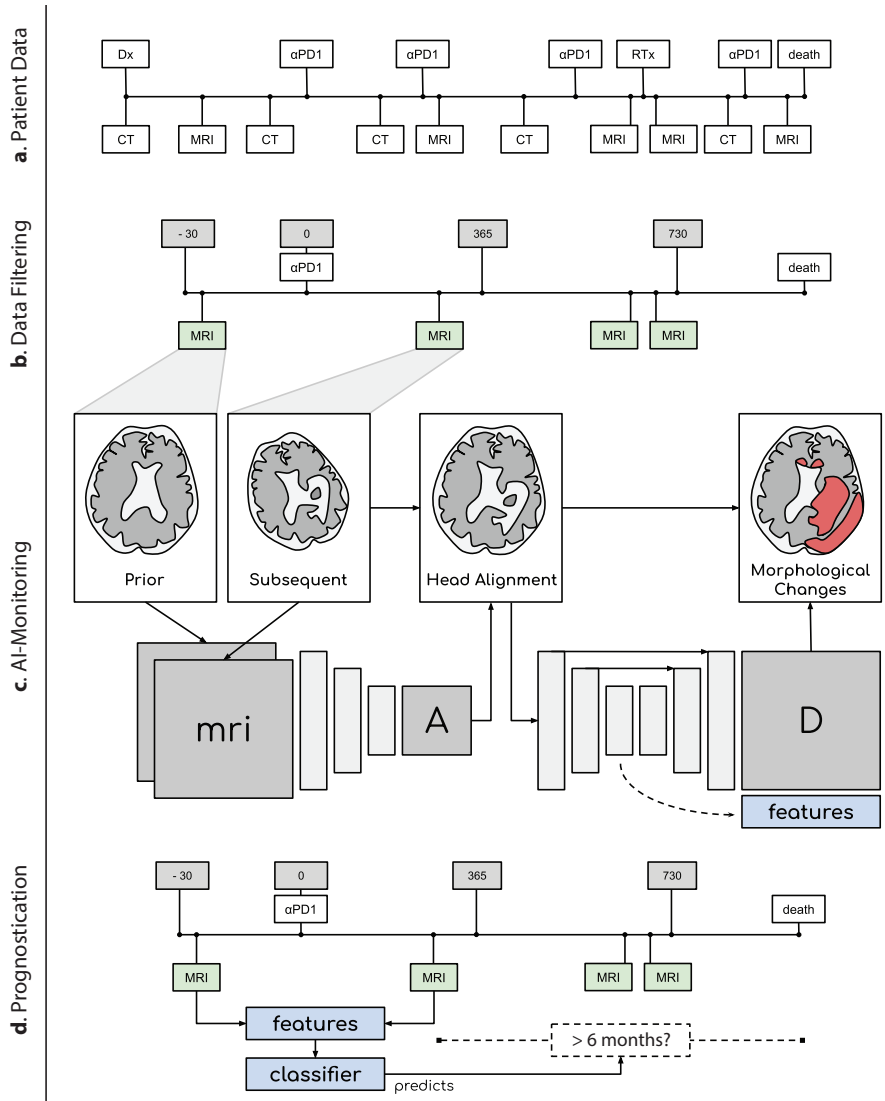 a. Patient Data
Dx αPD1 αPD1 αPD1 RTx αPD1 death
CT MRI CT CT MRI CT MRI MRI CT MRI
b. Data Filtering
- 30 0 365 730
αPD1 death
MRI MRI MRI MRI
c. AI-Monitoring
Prior Subsequent Head Alignment Morphological
Changes
mri A D
features
d. Prognostication
- 30 0 365 730
αPD1 death
MRI MRI MRI MRI
features
> 6 months?
classifier
predicts